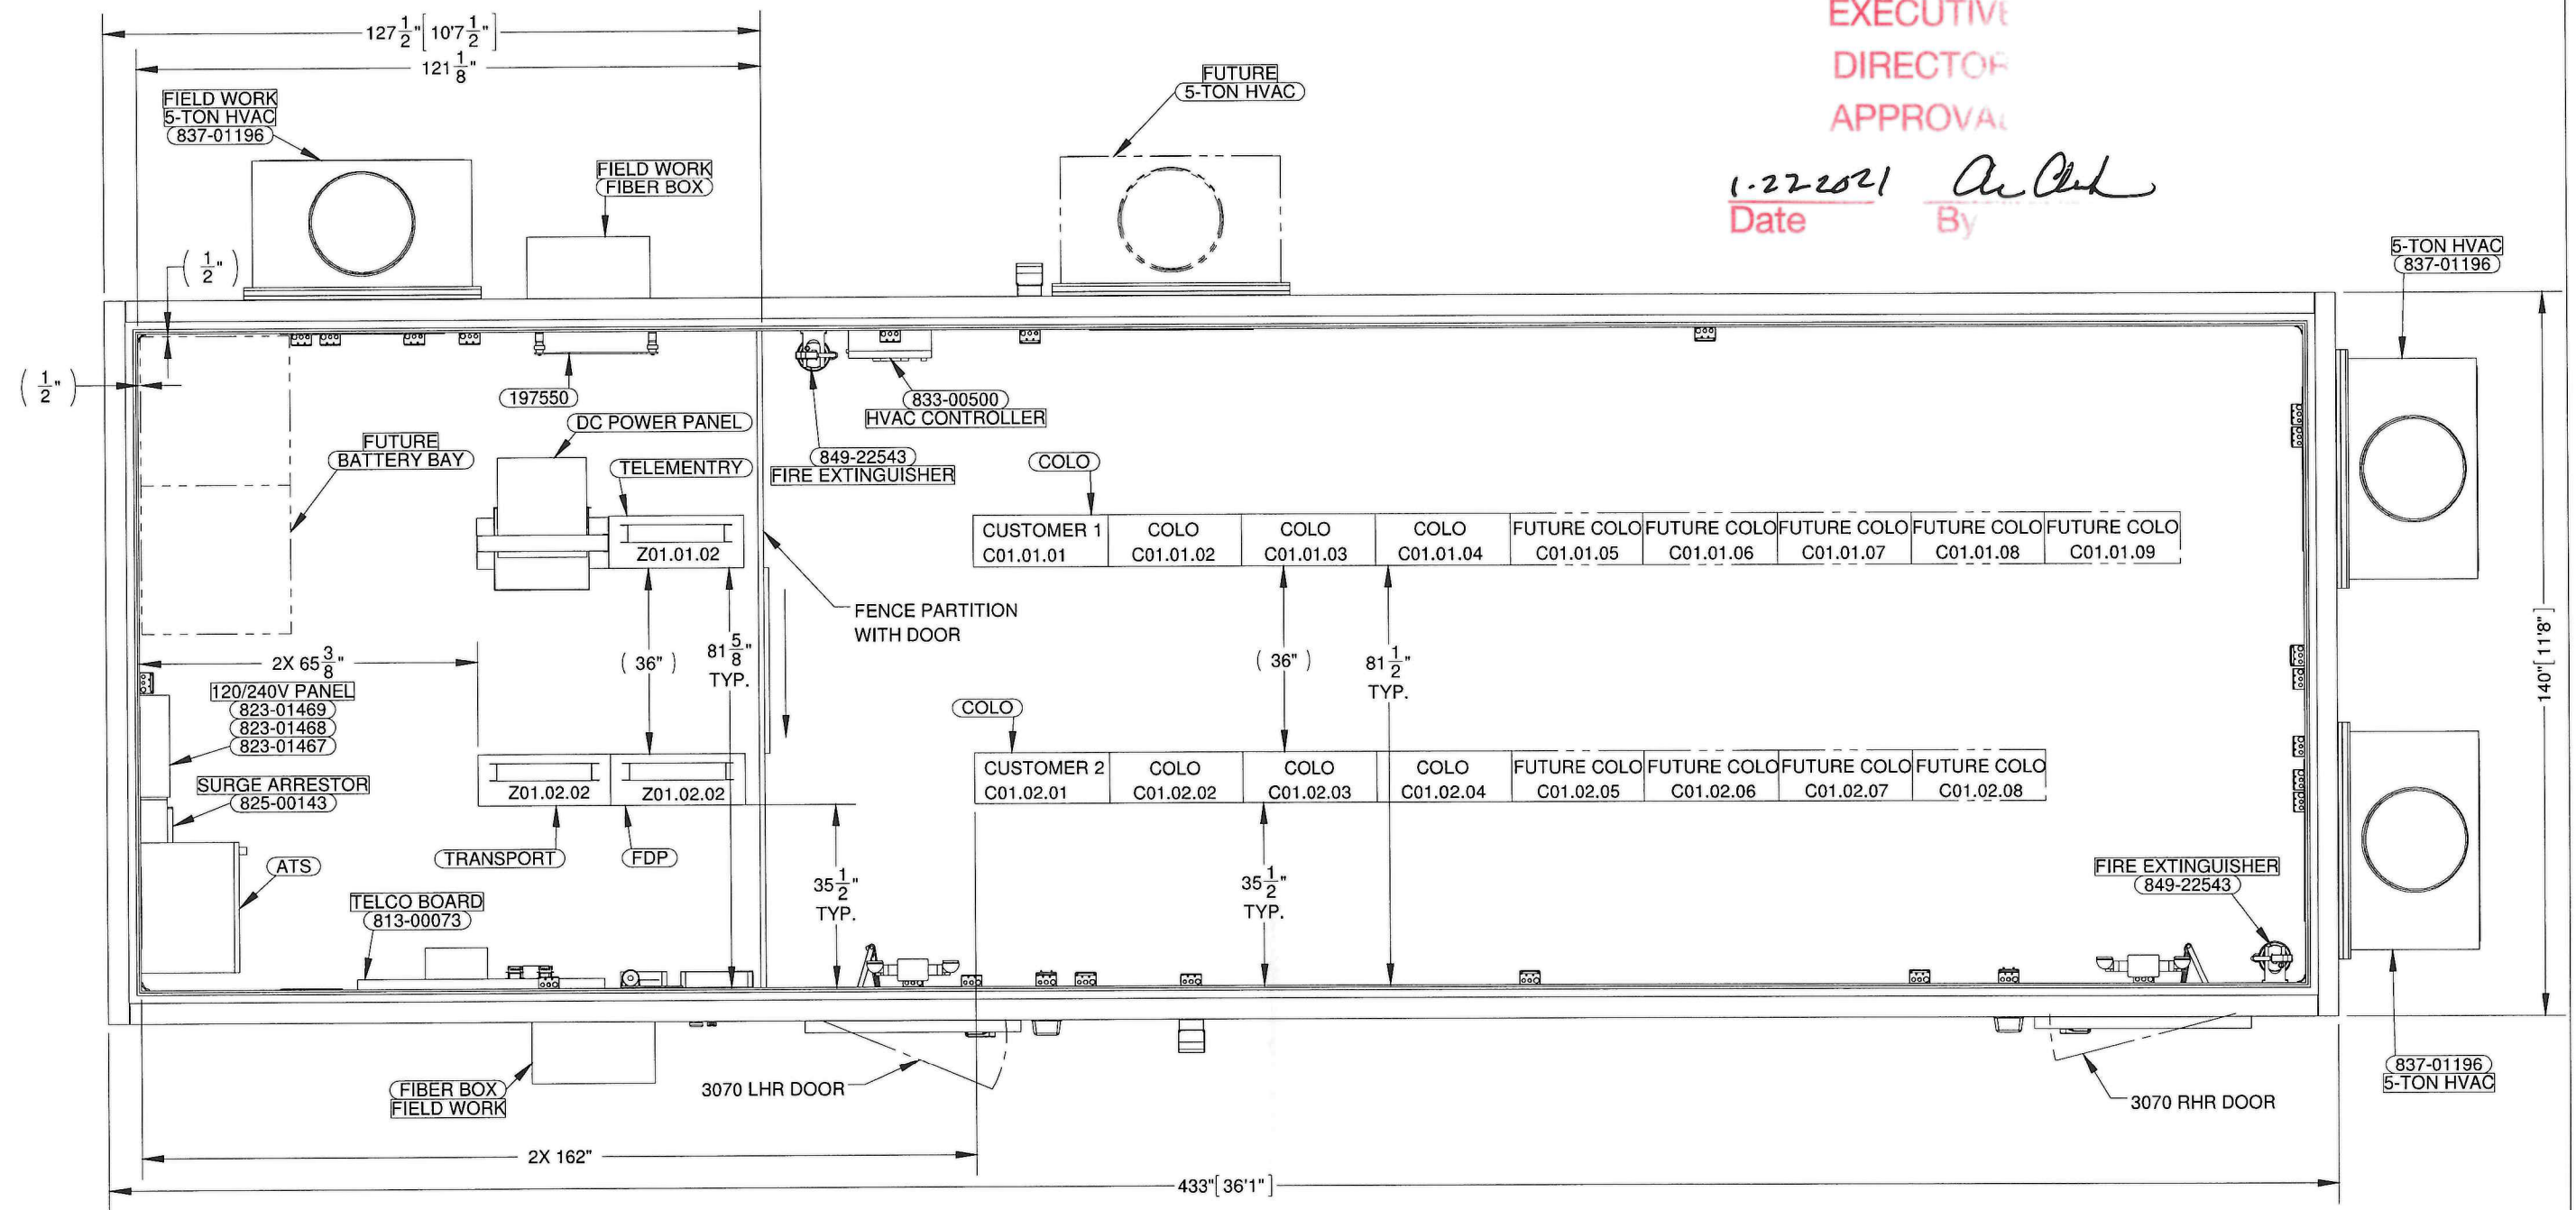 127 1/2"[10'7 1/2"]
121 1/8"
EXECUTIVE
DIRECTOR
APPROVAL
1-22-2021
Date
By
FIELD WORK
5-TON HVAC
837-01196
FIELD WORK
FIBER BOX
FUTURE
5-TON HVAC
5-TON HVAC
837-01196
( 1/2" )
( 1/2" )
197550
833-00500
HVAC CONTROLLER
849-22543
FIRE EXTINGUISHER
DC POWER PANEL
TELEMENTRY
FUTURE
BATTERY BAY
Z01.01.02
COLO
CUSTOMER 1
C01.01.01
COLO
C01.01.02
COLO
C01.01.03
COLO
C01.01.04
FUTURE COLO
C01.01.05
FUTURE COLO
C01.01.06
FUTURE COLO
C01.01.07
FUTURE COLO
C01.01.08
FUTURE COLO
C01.01.09
FENCE PARTITION
WITH DOOR
2X 65 3/8"
( 36" )
81 5/8"
TYP.
( 36" )
81 1/2"
TYP.
140"[11'8"]
120/240V PANEL
823-01469
823-01468
823-01467
SURGE ARRESTOR
825-00143
ATS
Z01.02.02
Z01.02.02
TRANSPORT
FDP
COLO
CUSTOMER 2
C01.02.01
COLO
C01.02.02
COLO
C01.02.03
COLO
C01.02.04
FUTURE COLO
C01.02.05
FUTURE COLO
C01.02.06
FUTURE COLO
C01.02.07
FUTURE COLO
C01.02.08
TELCO BOARD
813-00073
35 1/2"
TYP.
35 1/2"
TYP.
FIRE EXTINGUISHER
849-22543
FIBER BOX
FIELD WORK
3070 LHR DOOR
3070 RHR DOOR
837-01196
5-TON HVAC
2X 162"
433"[36'1"]